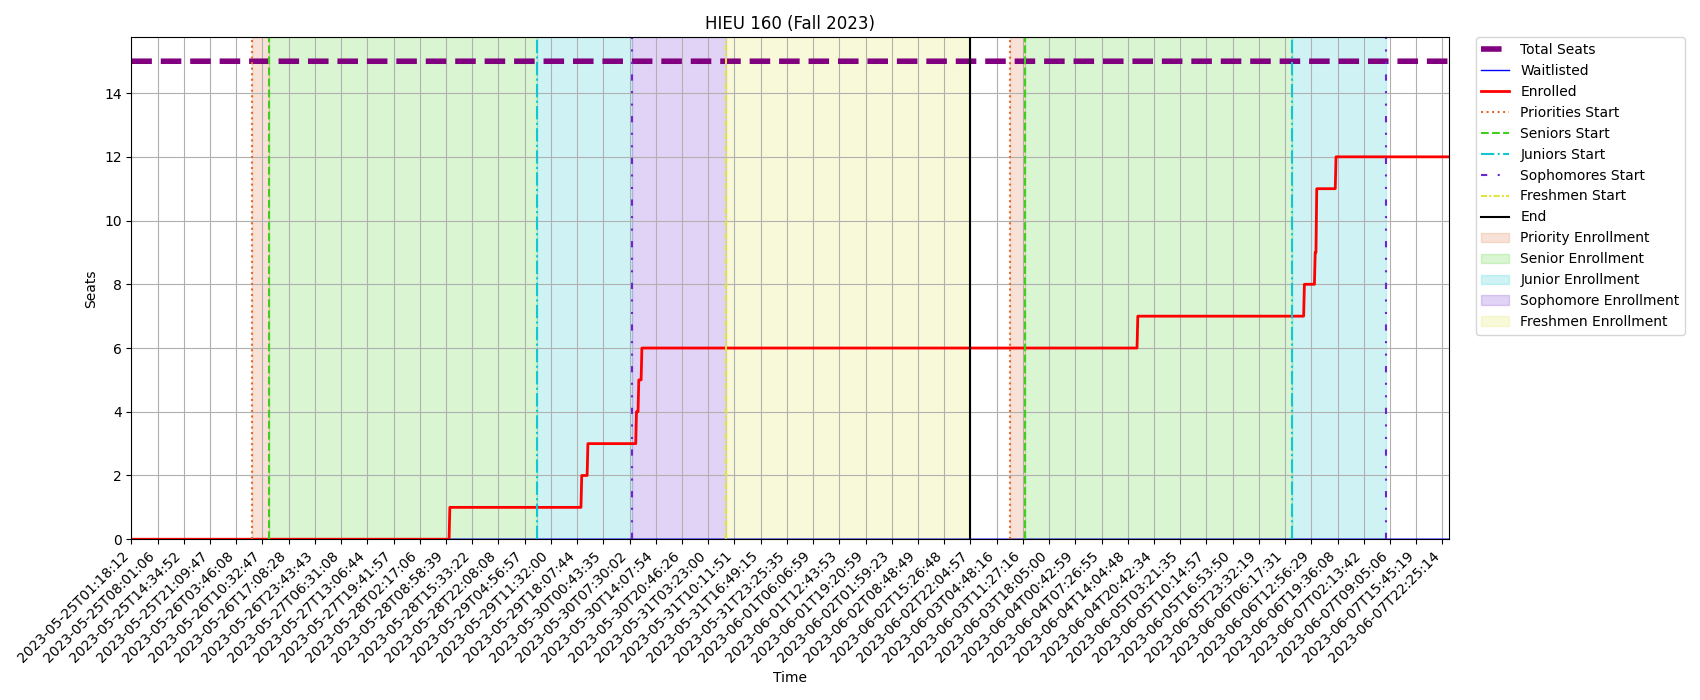 HIEU 160 (Fall 2023)
Seats
14
12
10
8
6
4
2
0
2023-05-25T01:18:12
2023-05-25T08:01:06
2023-05-25T14:34:52
2023-05-25T21:09:47
2023-05-26T03:46:08
2023-05-26T10:32:47
2023-05-26T17:08:28
2023-05-26T23:43:43
2023-05-27T06:31:08
2023-05-27T13:06:44
2023-05-27T19:41:57
2023-05-28T02:17:06
2023-05-28T08:58:39
2023-05-28T15:33:22
2023-05-28T22:08:08
2023-05-29T04:56:57
2023-05-29T11:32:00
2023-05-29T18:07:44
2023-05-30T00:43:35
2023-05-30T07:30:02
2023-05-30T14:07:54
2023-05-30T20:46:26
2023-05-31T03:23:00
2023-05-31T10:11:51
2023-05-31T16:49:15
2023-05-31T23:25:35
2023-06-01T06:06:59
2023-06-01T12:43:53
2023-06-01T19:20:59
2023-06-02T01:59:23
2023-06-02T08:48:49
2023-06-02T15:26:48
2023-06-02T22:04:57
2023-06-03T04:48:16
2023-06-03T11:27:16
2023-06-03T18:05:00
2023-06-04T00:42:59
2023-06-04T07:26:55
2023-06-04T14:04:48
2023-06-04T20:42:34
2023-06-05T03:21:35
2023-06-05T10:14:57
2023-06-05T16:53:50
2023-06-05T23:32:19
2023-06-06T06:17:31
2023-06-06T12:56:29
2023-06-06T19:36:08
2023-06-07T02:13:42
2023-06-07T09:05:06
2023-06-07T15:45:19
2023-06-07T22:25:14
Time
Total Seats
Waitlisted
Enrolled
Priorities Start
Seniors Start
Juniors Start
Sophomores Start
Freshmen Start
End
Priority Enrollment
Senior Enrollment
Junior Enrollment
Sophomore Enrollment
Freshmen Enrollment